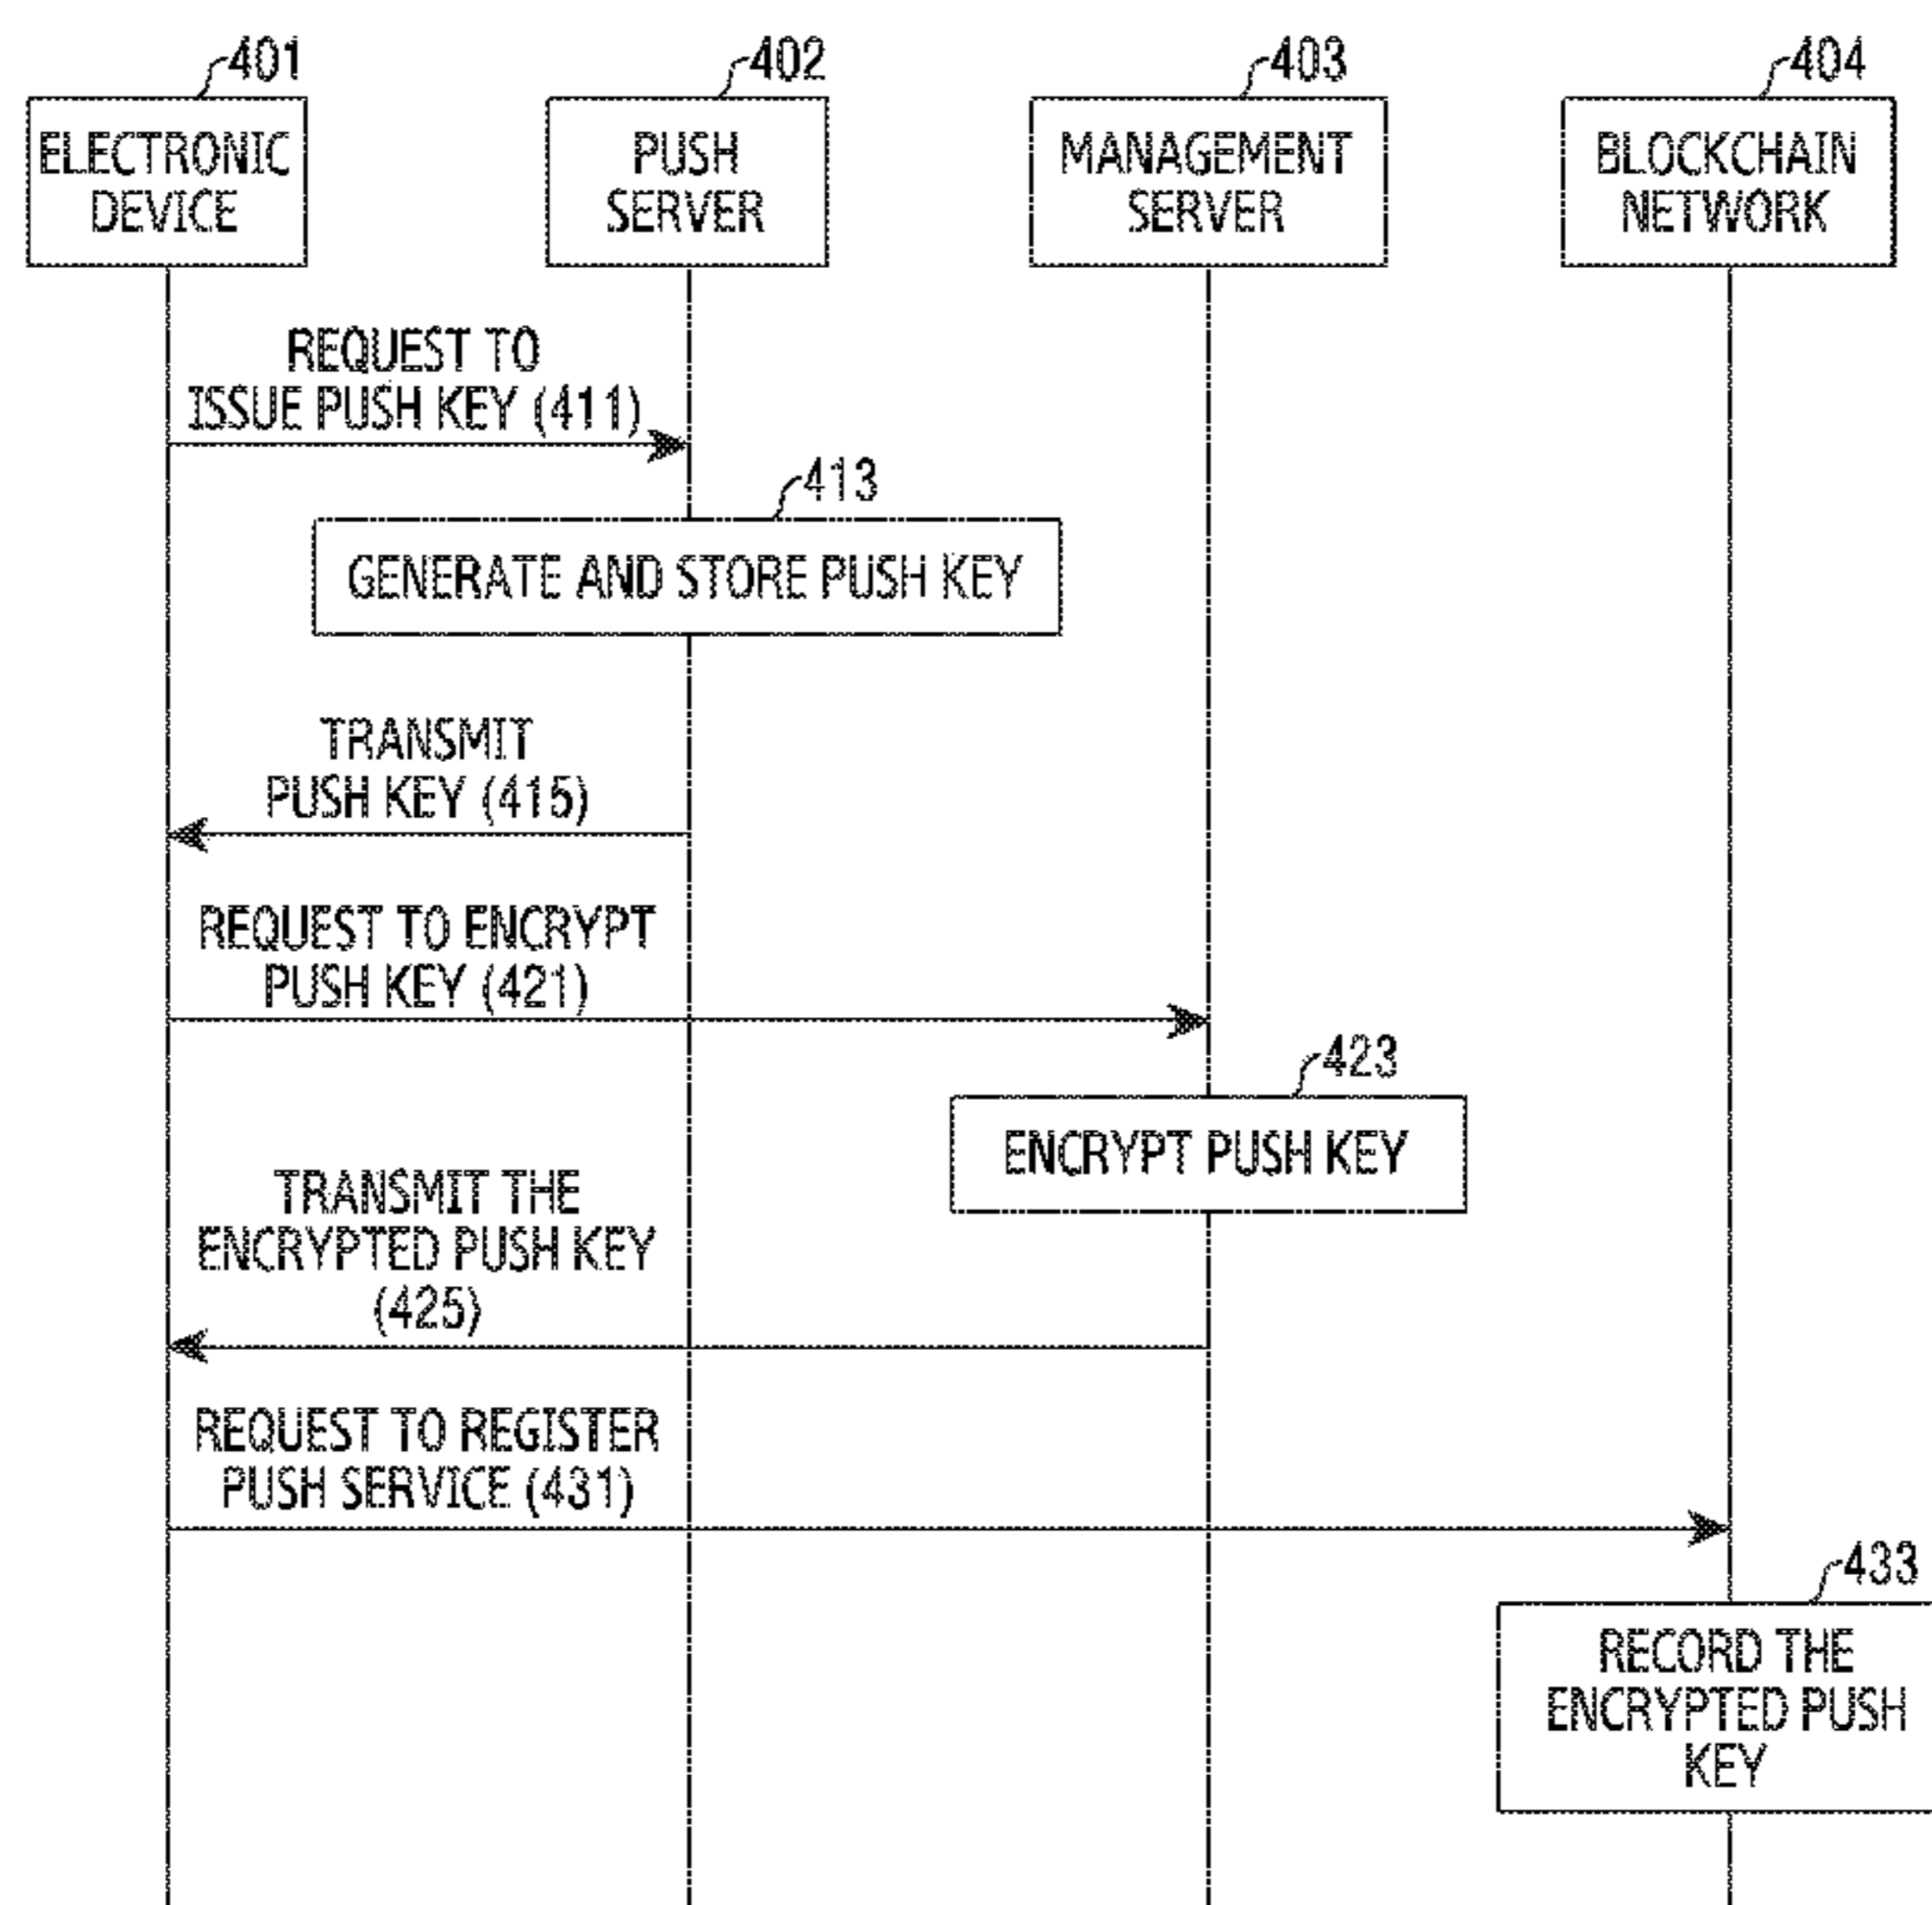 401
402
403
404
ELECTRONIC
DEVICE
PUSH
SERVER
MANAGEMENT
SERVER
BLOCKCHAIN
NETWORK
REQUEST TO
ISSUE PUSH KEY (411)
413
GENERATE AND STORE PUSH KEY
TRANSMIT
PUSH KEY (415)
REQUEST TO ENCRYPT
PUSH KEY (421)
423
ENCRYPT PUSH KEY
TRANSMIT THE
ENCRYPTED PUSH KEY
(425)
REQUEST TO REGISTER
PUSH SERVICE (431)
433
RECORD THE
ENCRYPTED PUSH
KEY